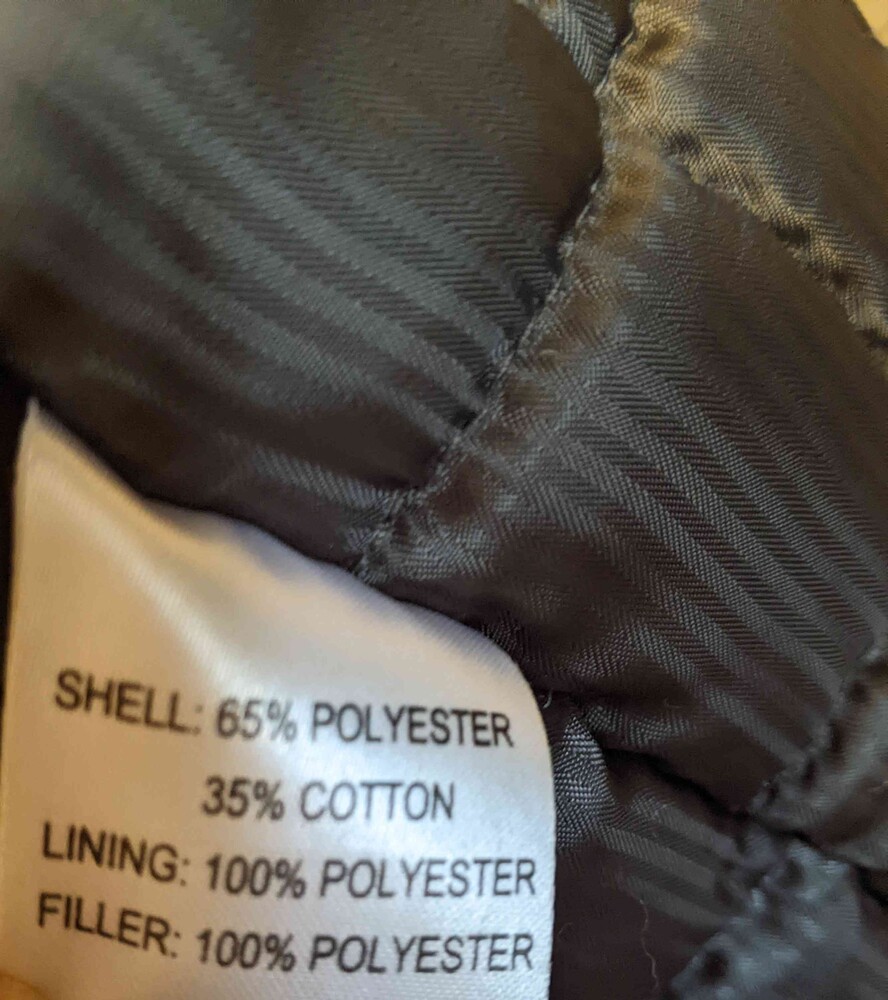 SHELL: 65% POLYESTER
35% COTTON
LINING: 100% POLYESTER
FILLER: 100% POLYESTER